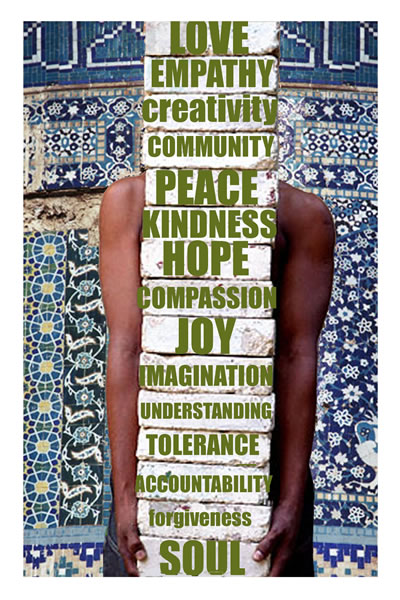 LOVE
EMPATHY
creativity
COMMUNITY
PEACE
KINDNESS
HOPE
COMPASSION
JOY
IMAGINATION
UNDERSTANDING
TOLERANCE
ACCOUNTABILITY
forgiveness
SOUL